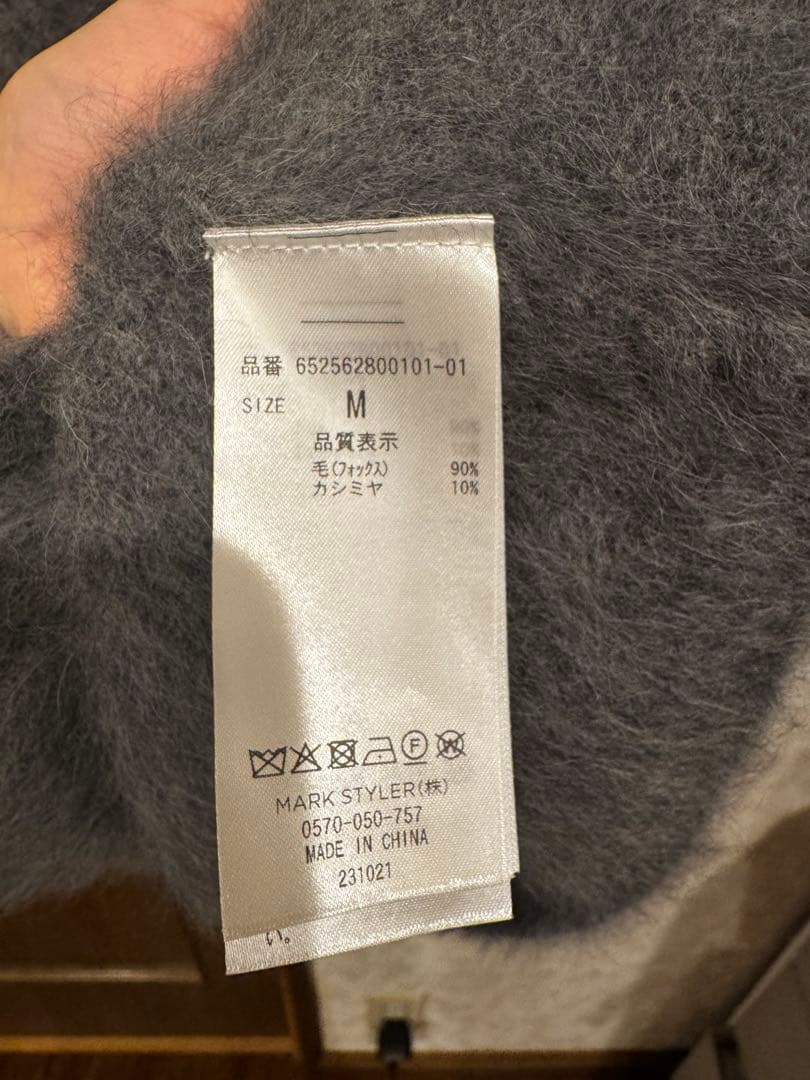 品番 652562800101-01
SIZE M
品質表示
毛(フォックス) 90%
カシミヤ 10%
F W
MARK STYLER(株)
0570-050-757
MADE IN CHINA
231021
い。